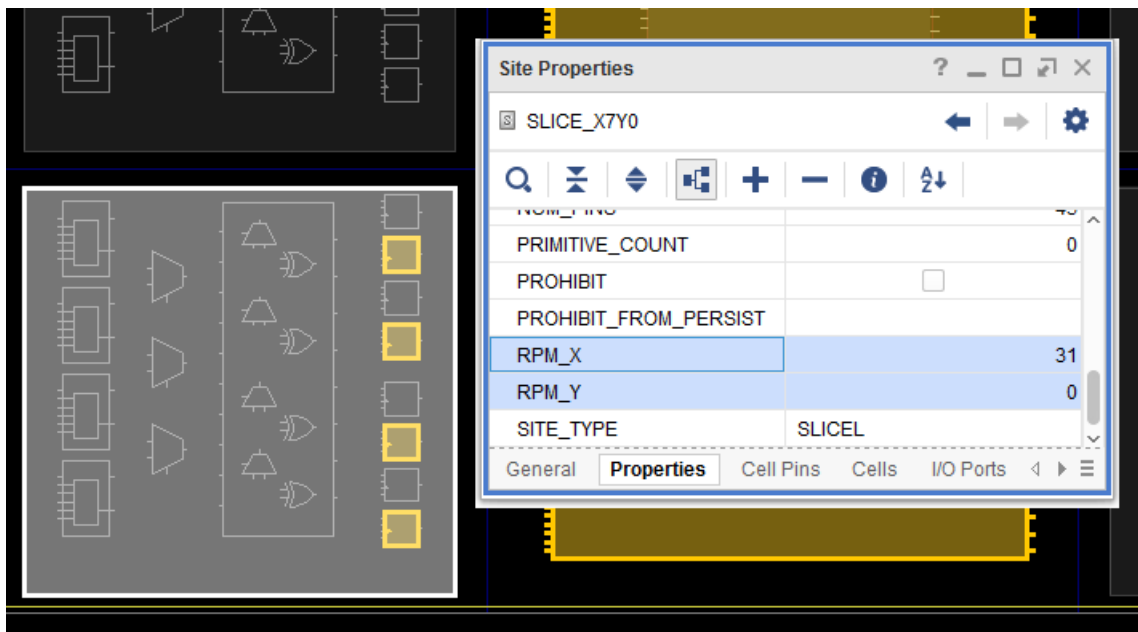 Site Properties
SLICE_X7Y0
PRIMITIVE_COUNT 0
PROHIBIT
PROHIBIT_FROM_PERSIST
RPM_X 31
RPM_Y 0
SITE_TYPE SLICEL
General Properties Cell Pins Cells I/O Ports